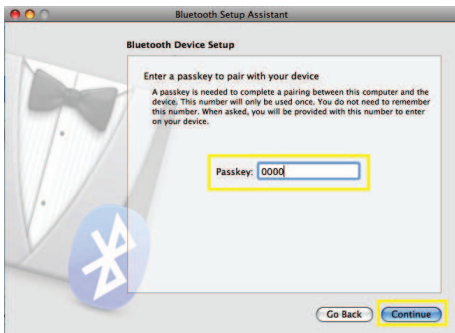 Bluetooth Setup Assistant
Bluetooth Device Setup
Enter a passkey to pair with your device
A passkey is needed to complete a pairing between this computer and the
device. This number will only be used once. You do not need to remember
this number. When asked, you will be provided with this number to enter
on your device.
Passkey: 0000
Go Back Continue